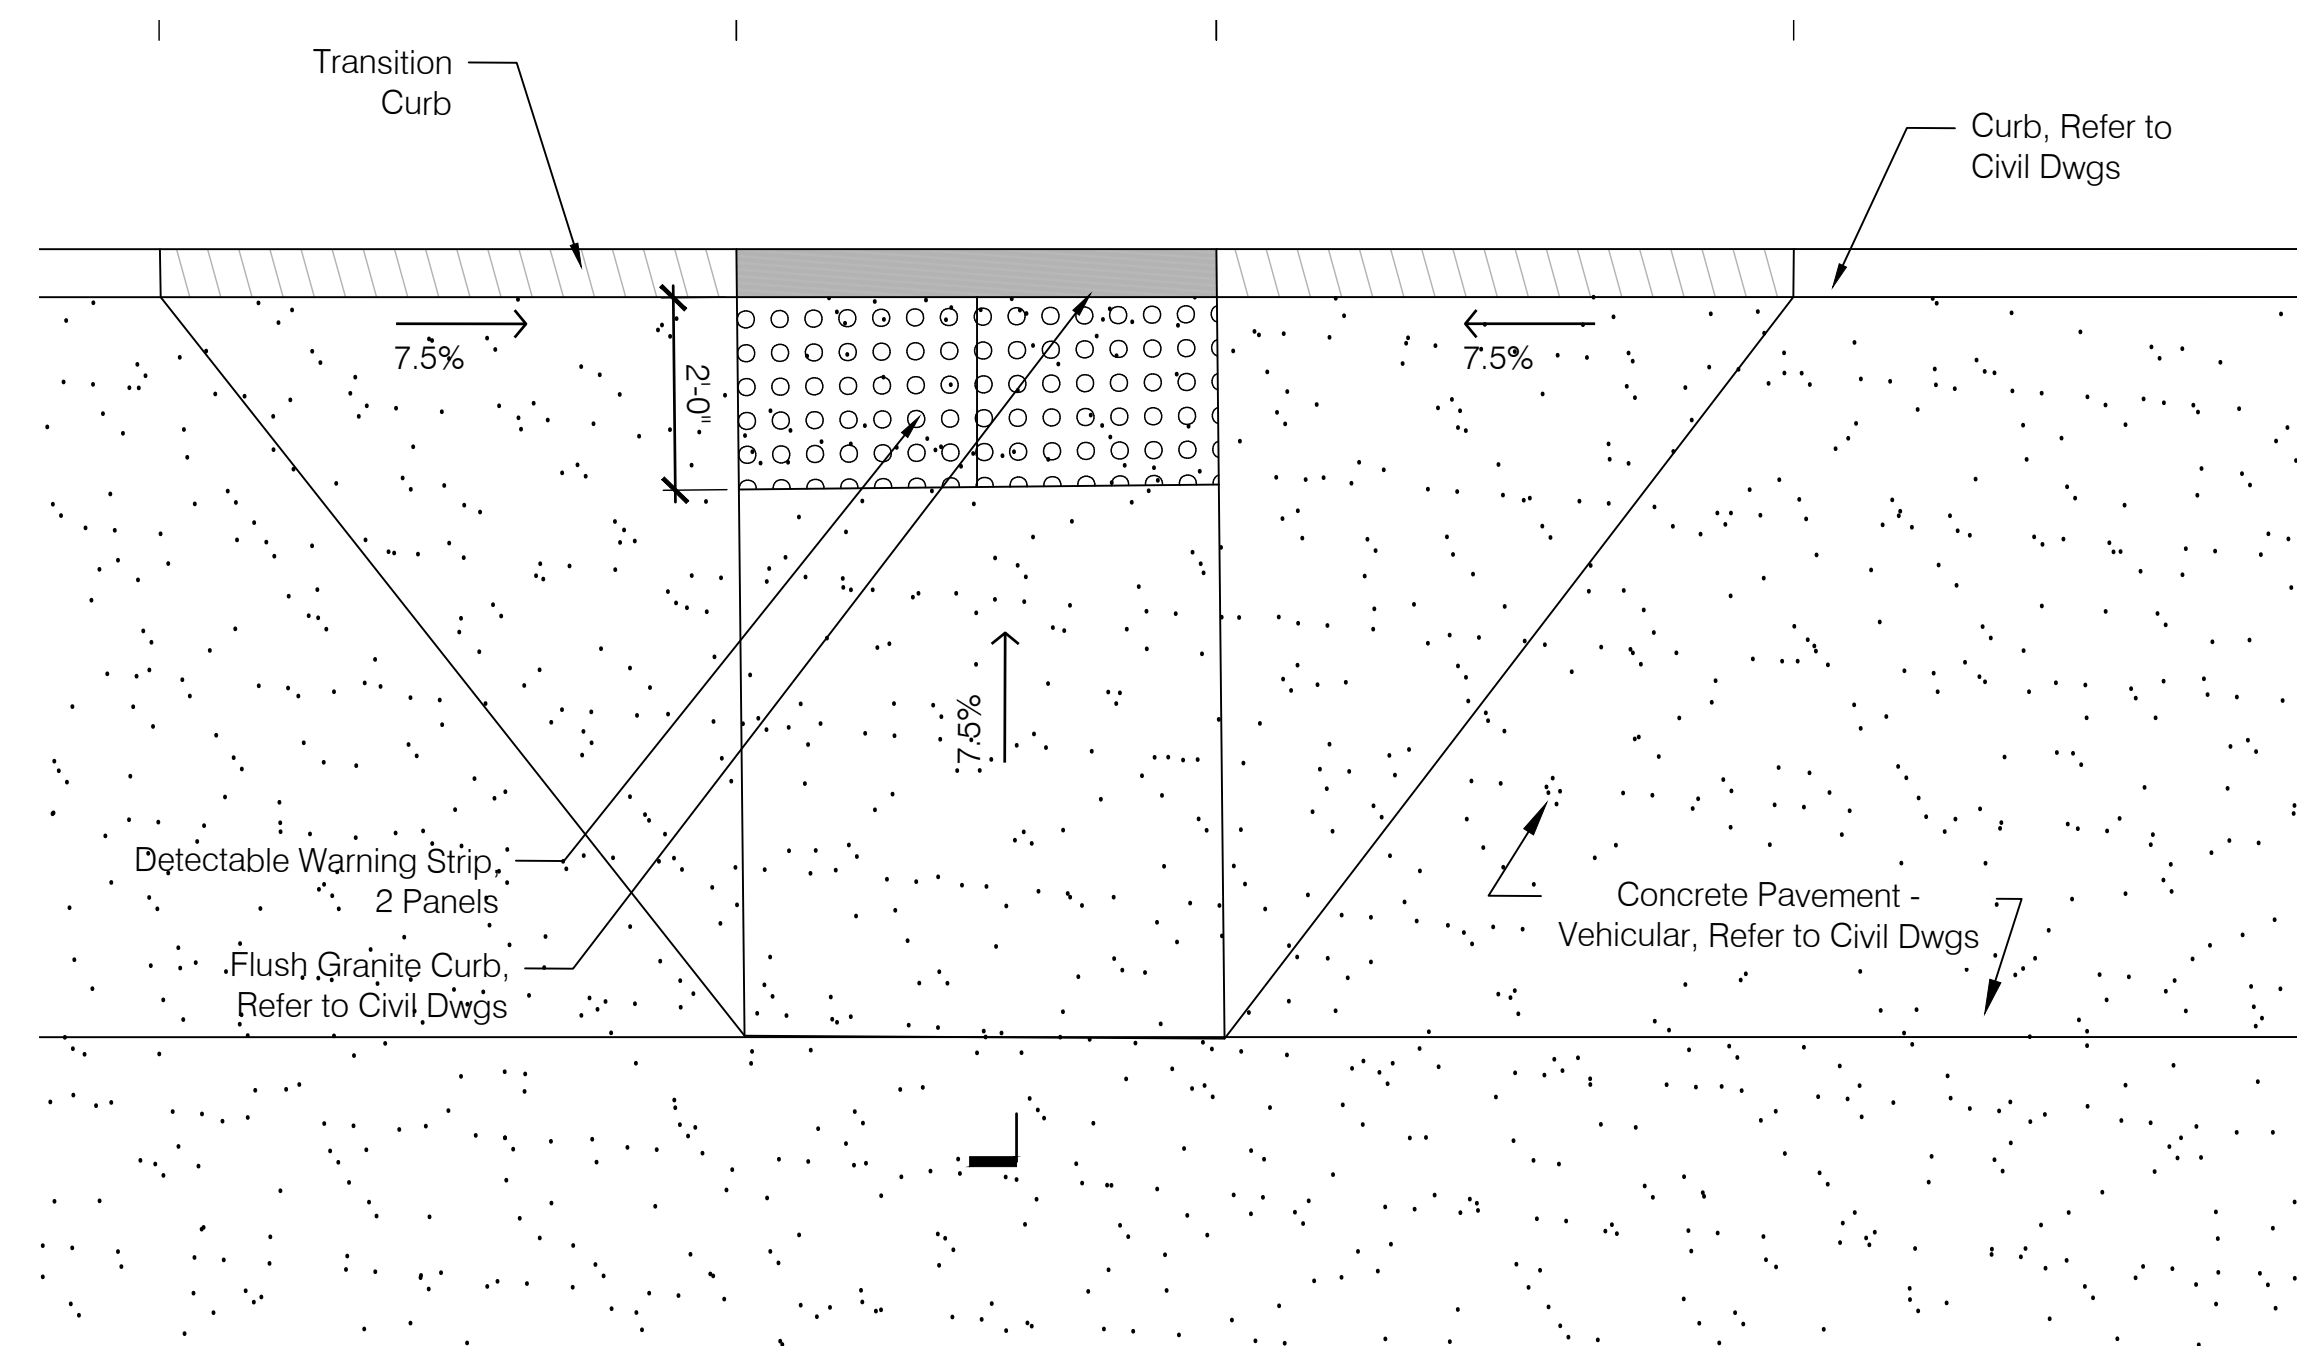 Transition
Curb
Curb, Refer to
Civil Dwgs
7.5%
2'-0"
7.5%
7.5%
Detectable Warning Strip,
2 Panels
Flush Granite Curb,
Refer to Civil Dwgs
Concrete Pavement -
Vehicular, Refer to Civil Dwgs